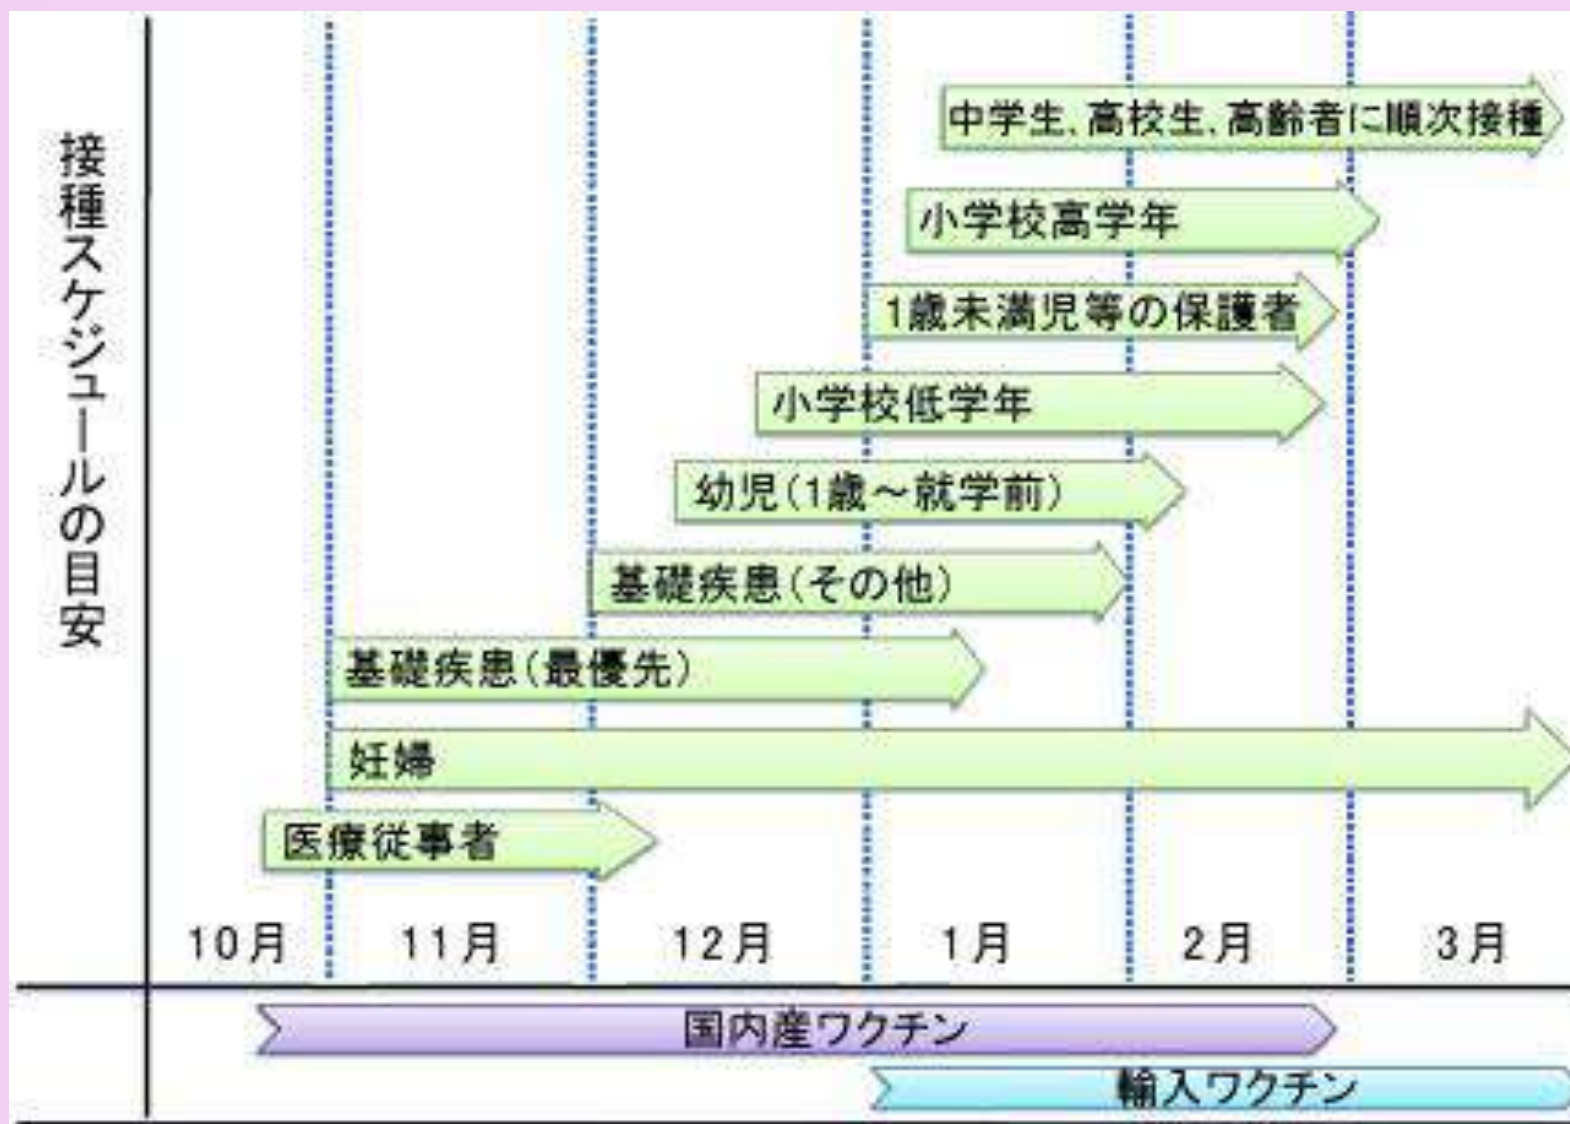 接種スケジュールの目安
中学生、高校生、高齢者に順次接種
小学校高学年
1歳未満児等の保護者
小学校低学年
幼児(1歳～就学前)
基礎疾患(その他)
基礎疾患(最優先)
妊婦
医療従事者
10月 11月 12月 1月 2月 3月
国内産ワクチン
輸入ワクチン